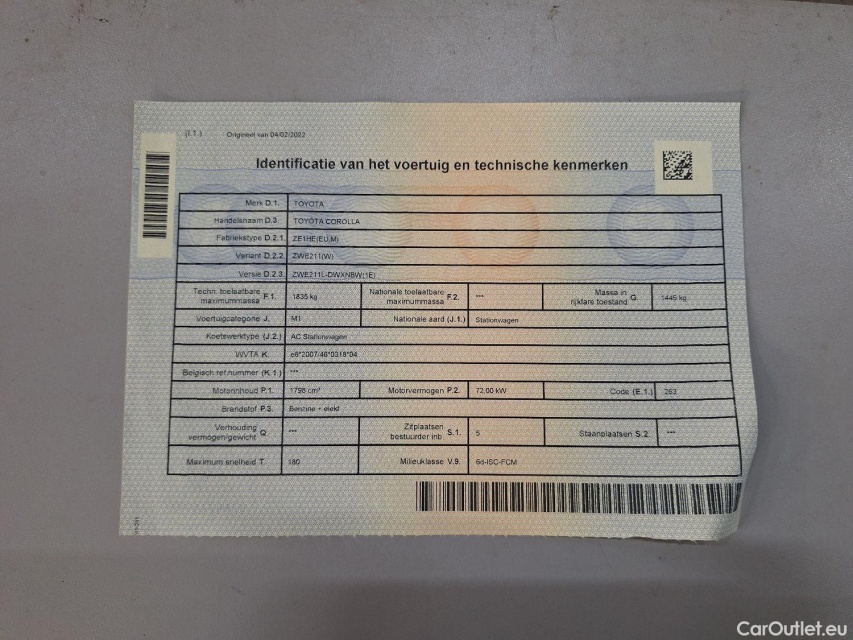 (I.1.) Origineel van 04/02/2022
Identificatie van het voertuig en technische kenmerken
Merk D.1. TOYOTA
Handelsnaam D.3. TOYOTA COROLLA
Fabriekstype D.2.1. ZE1HE(EU,M)
Variant D.2.2. ZWE211(W)
Versie D.2.3. ZWE211L-DWXNBW(1E)
Techn. toelaatbare maximummassa F.1. 1835 kg Nationale toelaatbare maximummassa F.2. --- Massa in rijklare toestand G. 1445 kg
Voertuigcategorie J. M1 Nationale aard (J.1.) Stationwagen
Koetswerktype (J.2.) AC Stationwagen
WVTA K. e6*2007/46*0318*04
Belgisch ref.nummer (K.1.) ***
Motorinhoud P.1. 1798 cm³ Motorvermogen P.2. 72.00 kW Code (E.1.) 263
Brandstof P.3. Benzine + elekt
Verhouding vermogen/gewicht Q. --- Zitplaatsen bestuurder inb. S.1. 5 Staanplaatsen S.2. ---
Maximum snelheid T. 180 Milieuklasse V.9. 6d-ISC-FCM
CarOutlet.eu